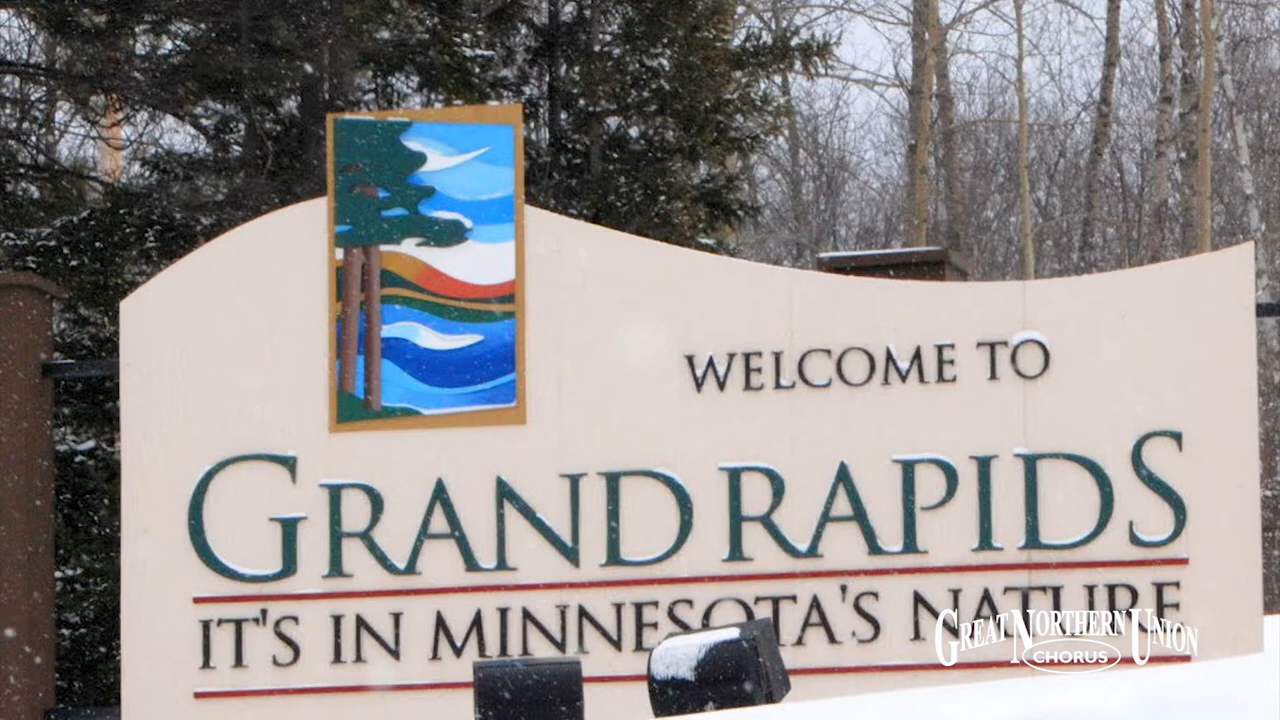 WELCOME TO
GRAND RAPIDS
IT'S IN MINNESOTA'S NATURE
GREAT NORTHERN UNION
CHORUS